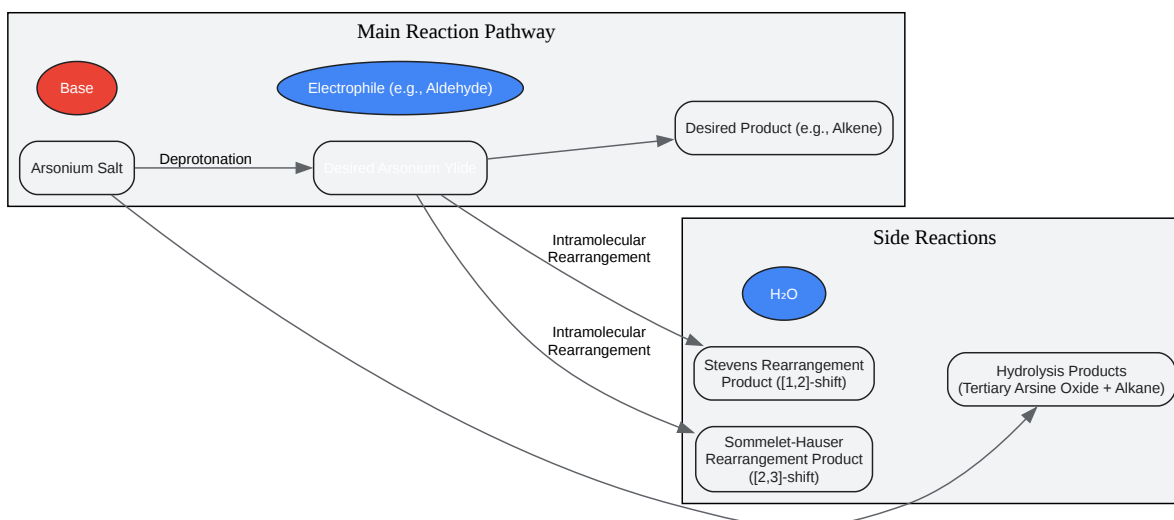 Main Reaction Pathway
Base
Electrophile (e.g., Aldehyde)
Desired Product (e.g., Alkene)
Arsonium Salt
Deprotonation
Desired Arsonium Ylide
Side Reactions
Intramolecular
Rearrangement
H₂O
Intramolecular
Rearrangement
Stevens Rearrangement
Product ([1,2]-shift)
Hydrolysis Products
(Tertiary Arsine Oxide + Alkane)
Sommelet-Hauser
Rearrangement Product
([2,3]-shift)